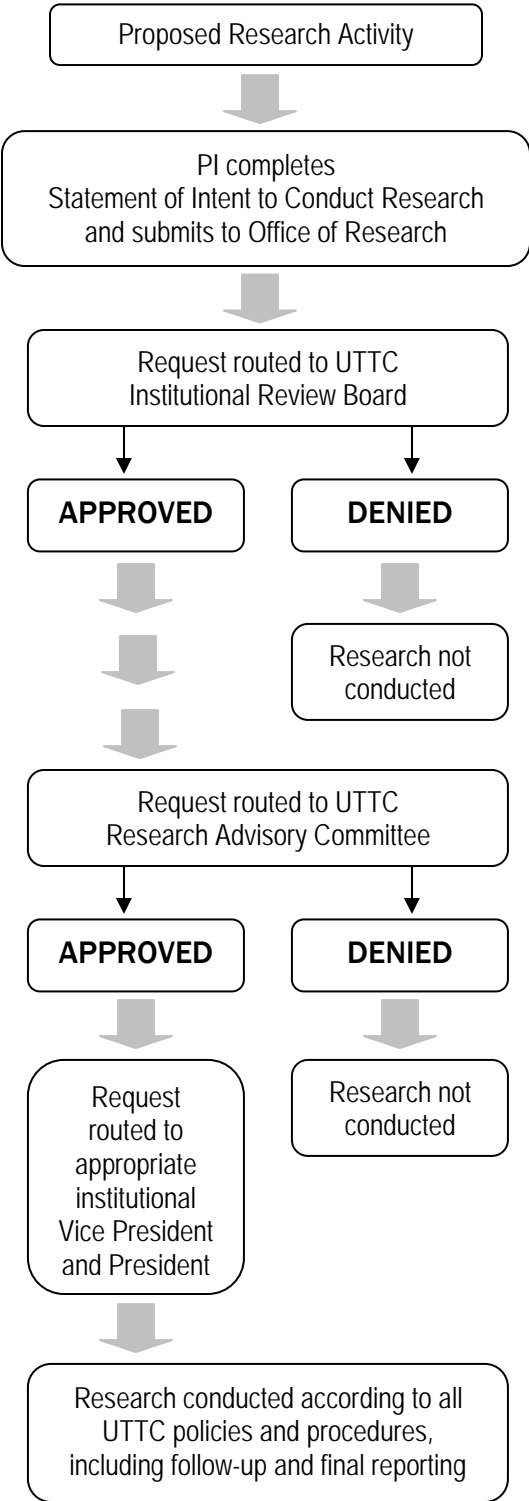 Proposed Research Activity
PI completes
Statement of Intent to Conduct Research
and submits to Office of Research
Request routed to UTTC
Institutional Review Board
APPROVED
DENIED
Research not
conducted
Request routed to UTTC
Research Advisory Committee
APPROVED
DENIED
Request
routed to
appropriate
institutional
Vice President
and President
Research not
conducted
Research conducted according to all
UTTC policies and procedures,
including follow-up and final reporting